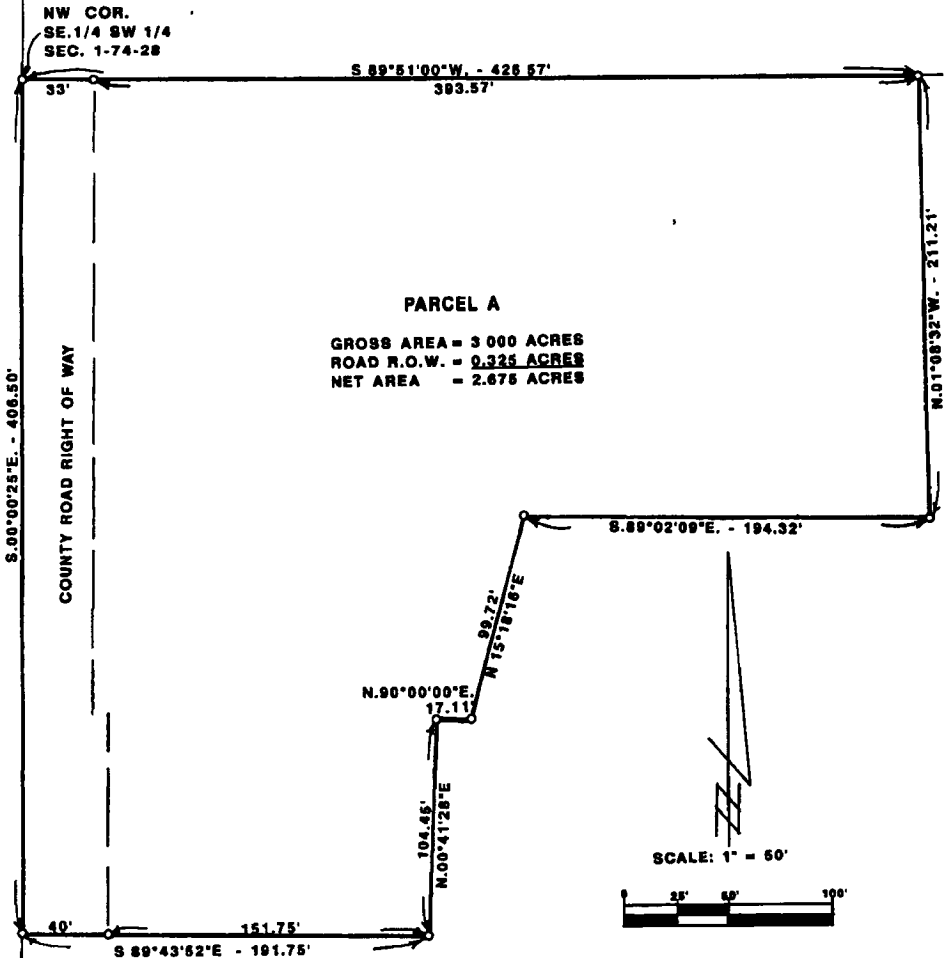 NW COR.
SE.1/4 SW 1/4
SEC. 1-74-28
S 89°51'00"W. - 426 57'
33'
393.57'
S.00°00'25"E. - 406.50'
COUNTY ROAD RIGHT OF WAY
PARCEL A
GROSS AREA = 3 000 ACRES
ROAD R.O.W. = 0.325 ACRES
NET AREA = 2.675 ACRES
N.01°08'32"W. - 211.21'
S.89°02'09"E. - 194.32'
99.72'
N 15°18'16"E
N.90°00'00"E.
17.11'
104.45'
N.00°41'28"E
SCALE: 1" = 50'
0 25' 50' 100'
40'
151.75'
S 89°43'52"E - 191.75'